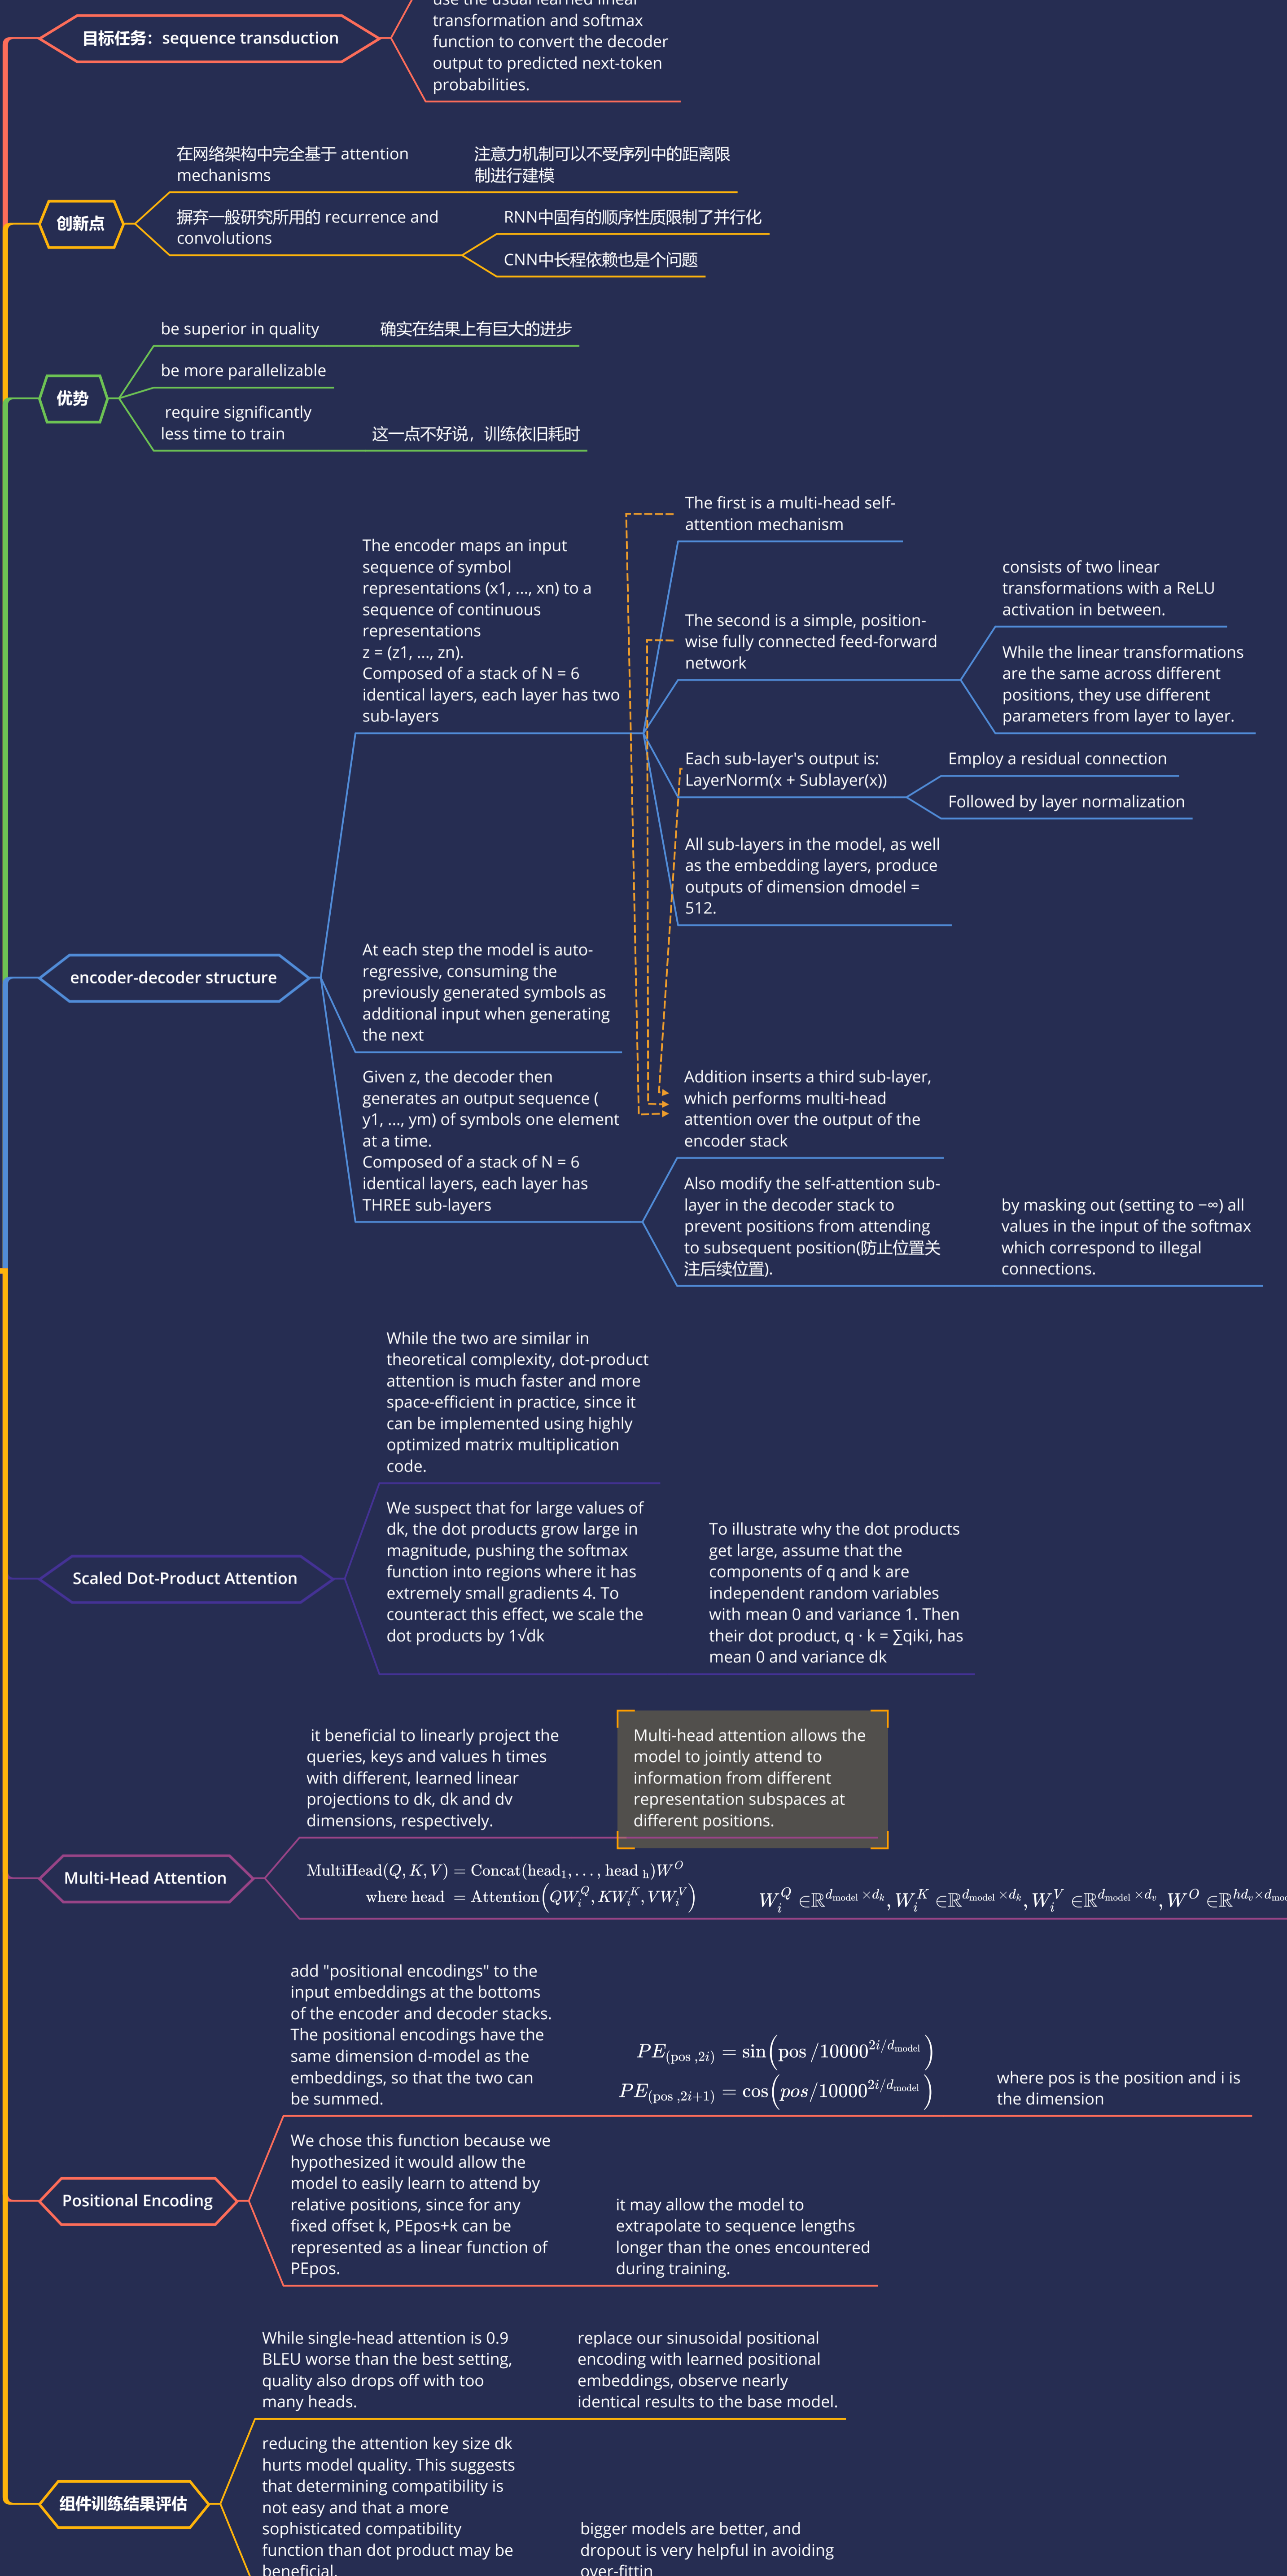 use the usual learned linear
transformation and softmax
function to convert the decoder
output to predicted next-token
probabilities.
目标任务：sequence transduction
在网络架构中完全基于 attention
mechanisms
注意力机制可以不受序列中的距离限
制进行建模
创新点
摒弃一般研究所用的 recurrence and
convolutions
RNN中固有的顺序性质限制了并行化
CNN中长程依赖也是个问题
be superior in quality
确实在结果上有巨大的进步
be more parallelizable
优势
require significantly
less time to train
这一点不好说，训练依旧耗时
The encoder maps an input
sequence of symbol
representations (x1, ..., xn) to a
sequence of continuous
representations
z = (z1, ..., zn).
Composed of a stack of N = 6
identical layers, each layer has two
sub-layers
The first is a multi-head self-
attention mechanism
The second is a simple, position-
wise fully connected feed-forward
network
consists of two linear
transformations with a ReLU
activation in between.
While the linear transformations
are the same across different
positions, they use different
parameters from layer to layer.
Each sub-layer's output is:
LayerNorm(x + Sublayer(x))
Employ a residual connection
Followed by layer normalization
All sub-layers in the model, as well
as the embedding layers, produce
outputs of dimension dmodel =
512.
encoder-decoder structure
At each step the model is auto-
regressive, consuming the
previously generated symbols as
additional input when generating
the next
Given z, the decoder then
generates an output sequence (
y1, ..., ym) of symbols one element
at a time.
Composed of a stack of N = 6
identical layers, each layer has
THREE sub-layers
Addition inserts a third sub-layer,
which performs multi-head
attention over the output of the
encoder stack
Also modify the self-attention sub-
layer in the decoder stack to
prevent positions from attending
to subsequent position(防止位置关
注后续位置).
by masking out (setting to −∞) all
values in the input of the softmax
which correspond to illegal
connections.
While the two are similar in
theoretical complexity, dot-product
attention is much faster and more
space-efficient in practice, since it
can be implemented using highly
optimized matrix multiplication
code.
Scaled Dot-Product Attention
We suspect that for large values of
dk, the dot products grow large in
magnitude, pushing the softmax
function into regions where it has
extremely small gradients 4. To
counteract this effect, we scale the
dot products by 1√dk
To illustrate why the dot products
get large, assume that the
components of q and k are
independent random variables
with mean 0 and variance 1. Then
their dot product, q · k = ∑qiki, has
mean 0 and variance dk
it beneficial to linearly project the
queries, keys and values h times
with different, learned linear
projections to dk, dk and dv
dimensions, respectively.
Multi-head attention allows the
model to jointly attend to
information from different
representation subspaces at
different positions.
Multi-Head Attention
MultiHead(Q, K, V) = Concat(head₁, ..., head ₕ)W^O
where head = Attention(QW_i^Q, KW_i^K, VW_i^V)
W_i^Q ∈ℝ^{d_model ×d_k}, W_i^K ∈ℝ^{d_model ×d_k}, W_i^V ∈ℝ^{d_model ×d_v}, W^O ∈ℝ^{hd_v×d_mod
add "positional encodings" to the
input embeddings at the bottoms
of the encoder and decoder stacks.
The positional encodings have the
same dimension d-model as the
embeddings, so that the two can
be summed.
PE_(pos ,2i) = sin(pos /10000^{2i/d_model})
PE_(pos ,2i+1) = cos(pos/10000^{2i/d_model})
where pos is the position and i is
the dimension
Positional Encoding
We chose this function because we
hypothesized it would allow the
model to easily learn to attend by
relative positions, since for any
fixed offset k, PEpos+k can be
represented as a linear function of
PEpos.
it may allow the model to
extrapolate to sequence lengths
longer than the ones encountered
during training.
While single-head attention is 0.9
BLEU worse than the best setting,
quality also drops off with too
many heads.
replace our sinusoidal positional
encoding with learned positional
embeddings, observe nearly
identical results to the base model.
组件训练结果评估
reducing the attention key size dk
hurts model quality. This suggests
that determining compatibility is
not easy and that a more
sophisticated compatibility
function than dot product may be
beneficial.
bigger models are better, and
dropout is very helpful in avoiding
over-fittin